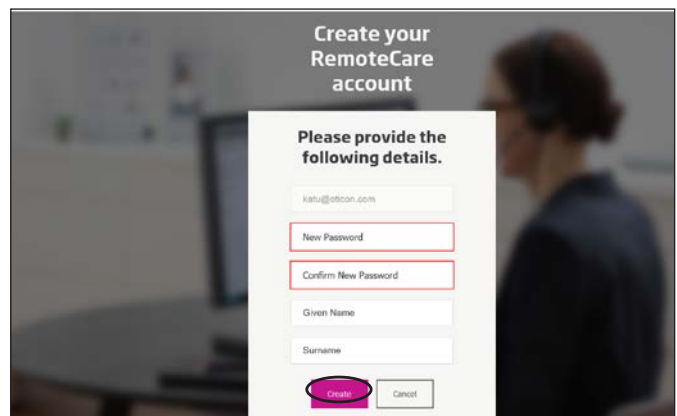 Create your
RemoteCare
account
Please provide the
following details.
katu@oticon.com
New Password
Confirm New Password
Given Name
Surname
Create
Cancel